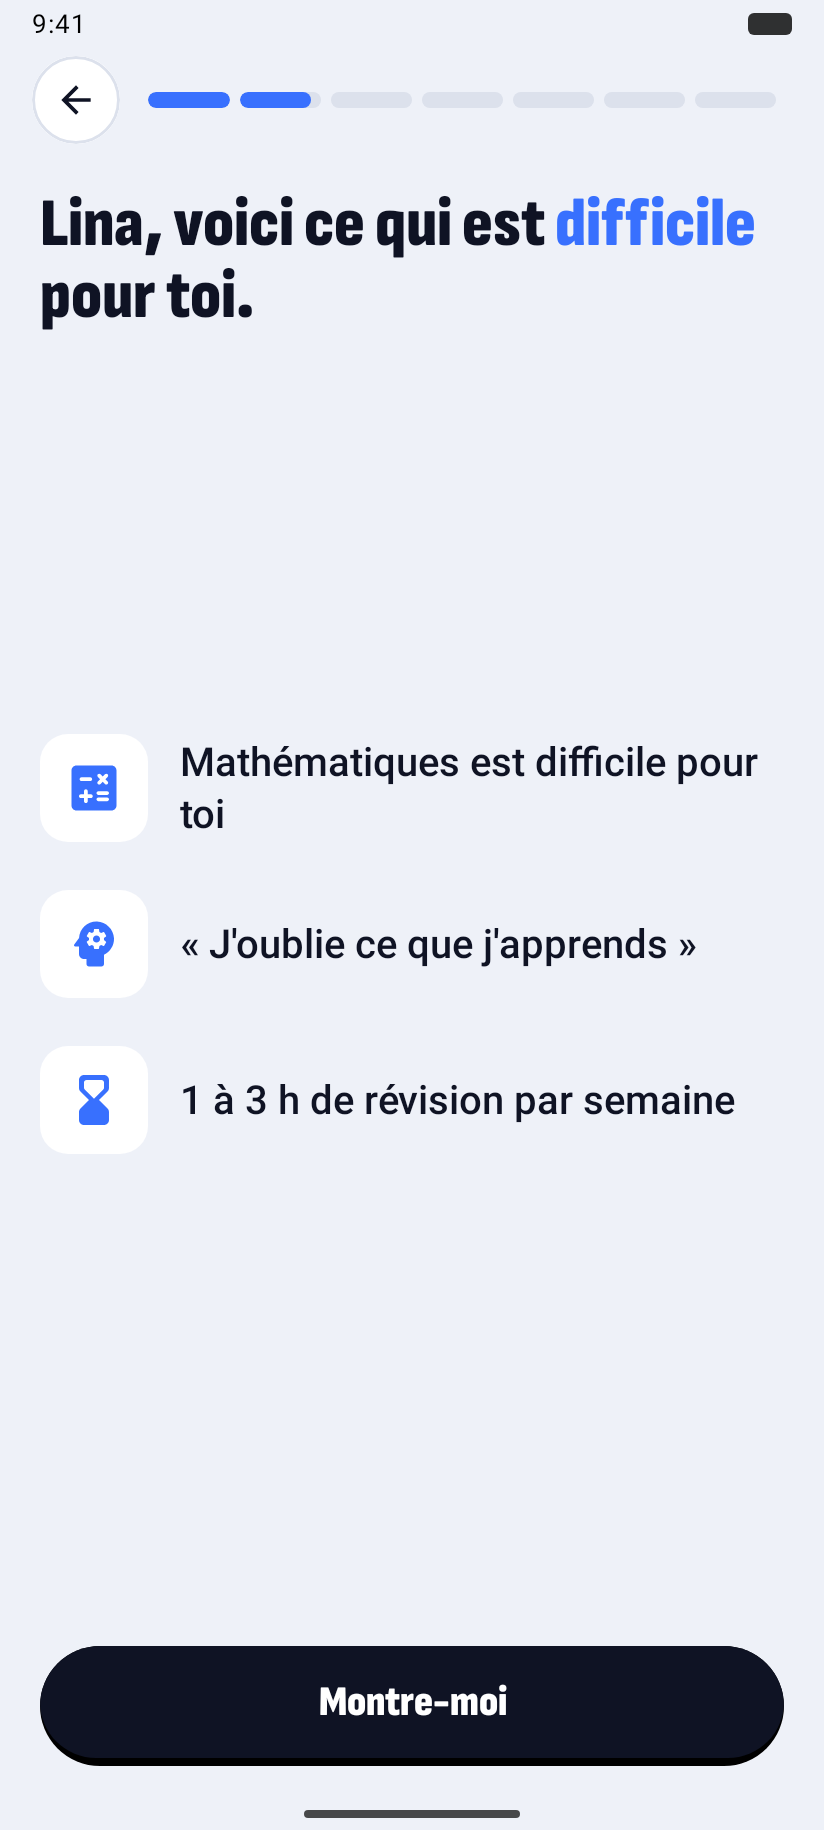 9:41
Lina, voici ce qui est difficile
pour toi.
Mathématiques est difficile pour
toi
« J'oublie ce que j'apprends »
1 à 3 h de révision par semaine
Montre-moi